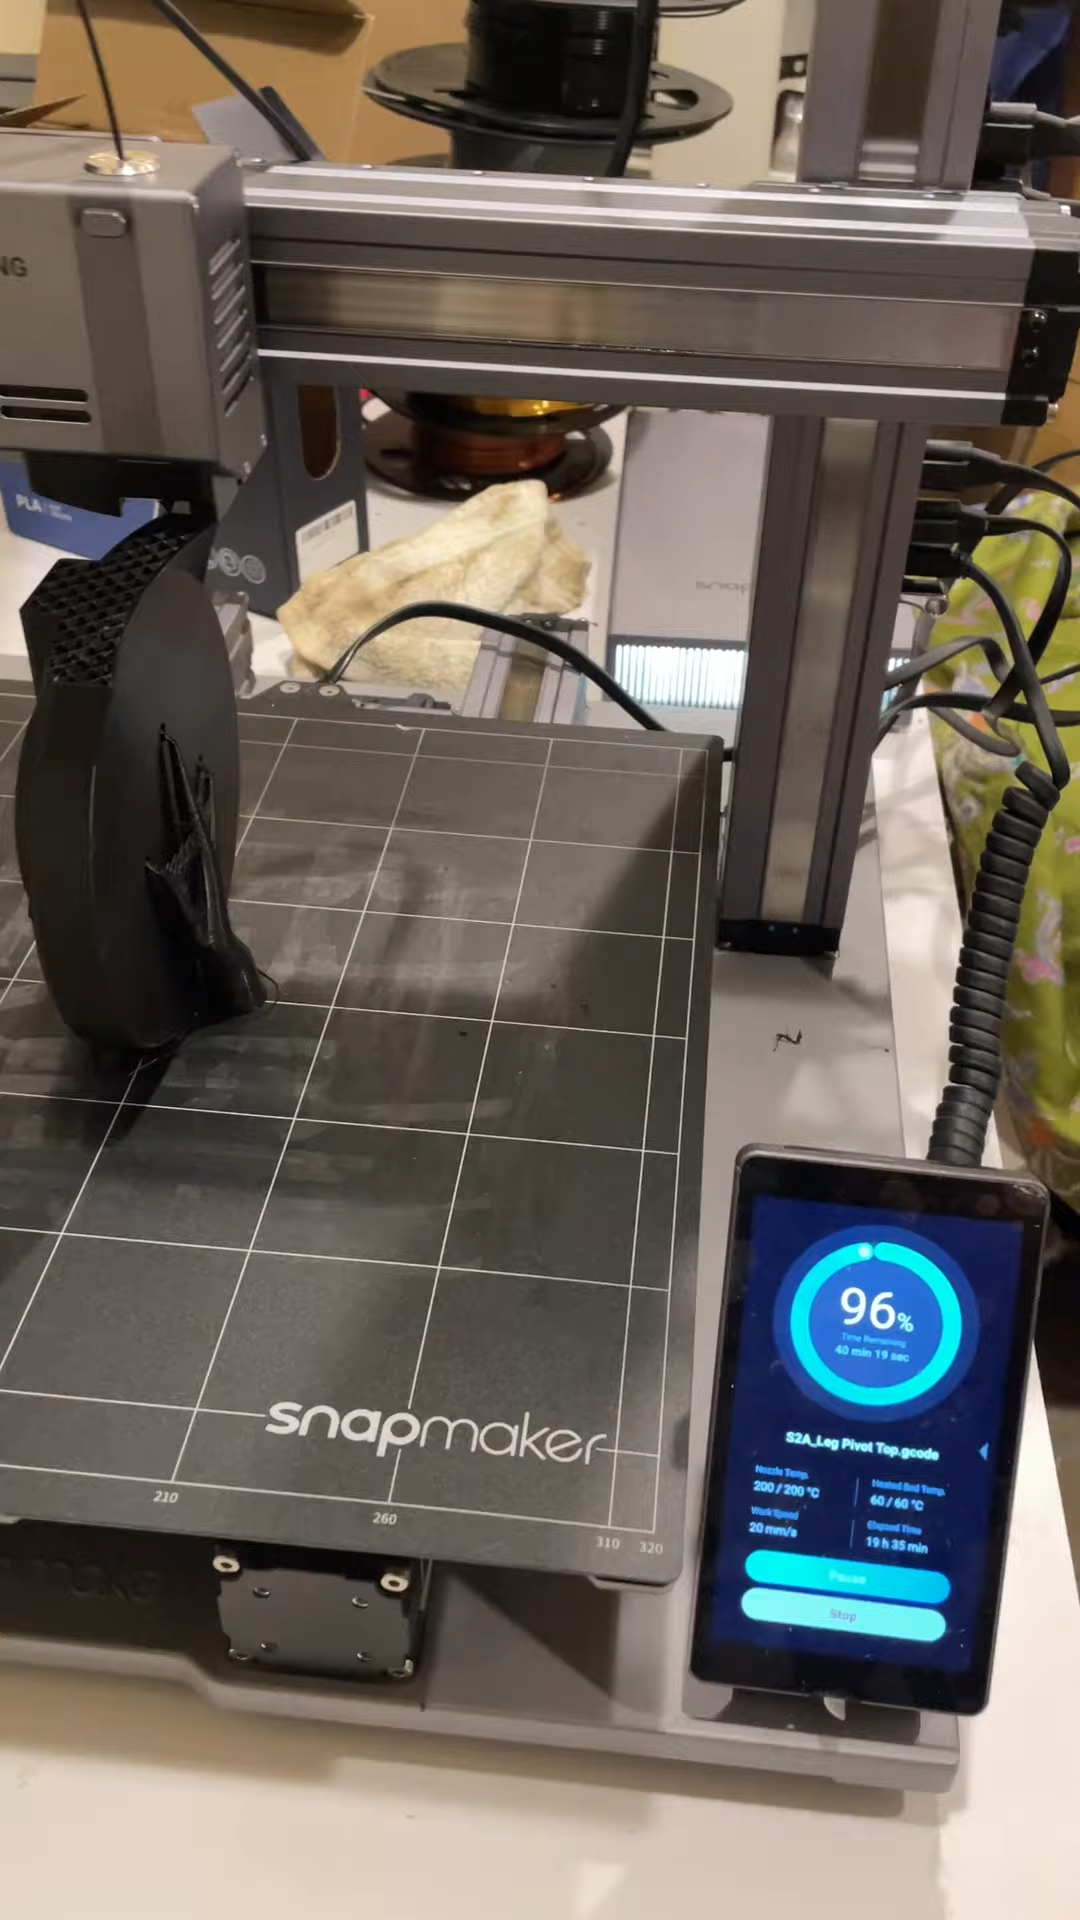 NG
PLA
snap
snapmaker
210
260
310
320
96%
Time Remaining
40 min 19 sec
S2A_Leg Pivot Top.gcode
Nozzle Temp.
200 / 200 °C
Heated Bed Temp.
60 / 60 °C
Work Speed
20 mm/s
Elapsed Time
19 h 35 min
Pause
Stop